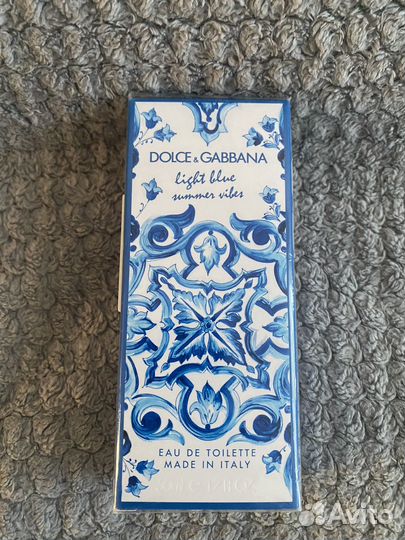 DOLCE & GABBANA
light blue
summer vibes
EAU DE TOILETTE
MADE IN ITALY
Avito